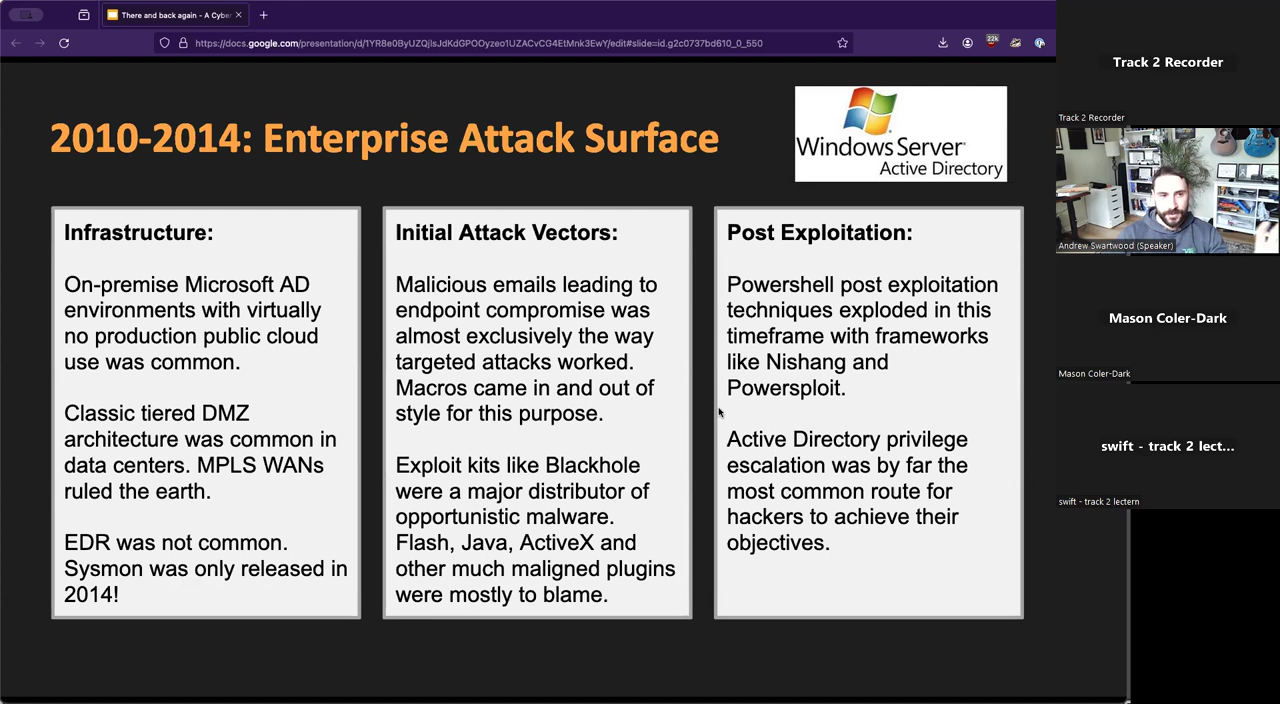 There and back again - A Cyber
https://docs.google.com/presentation/d/1YR8e0ByUZQjlsJdKdGPOOyzeo1UZACvCG4EtMnk3EwY/edit#slide=id.g2c0737bd610_0_550
22k
2010-2014: Enterprise Attack Surface
Windows Server
Active Directory
Infrastructure:
On-premise Microsoft AD
environments with virtually
no production public cloud
use was common.
Classic tiered DMZ
architecture was common in
data centers. MPLS WANs
ruled the earth.
EDR was not common.
Sysmon was only released in
2014!
Initial Attack Vectors:
Malicious emails leading to
endpoint compromise was
almost exclusively the way
targeted attacks worked.
Macros came in and out of
style for this purpose.
Exploit kits like Blackhole
were a major distributor of
opportunistic malware.
Flash, Java, ActiveX and
other much maligned plugins
were mostly to blame.
Post Exploitation:
Powershell post exploitation
techniques exploded in this
timeframe with frameworks
like Nishang and
Powersploit.
Active Directory privilege
escalation was by far the
most common route for
hackers to achieve their
objectives.
Track 2 Recorder
Track 2 Recorder
Andrew Swartwood (Speaker)
Mason Coler-Dark
Mason Coler-Dark
swift - track 2 lect...
swift - track 2 lectern